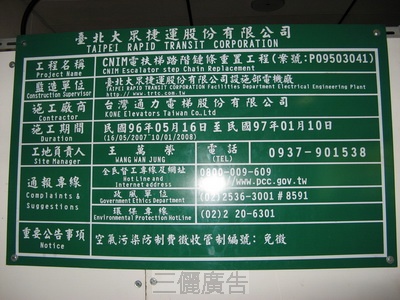 臺北大眾捷運股份有限公司
TAIPEI RAPID TRANSIT CORPORATION
工程名稱 CNIM電扶梯路階鏈條重置工程(案號:P09503041)
Project Name CNIM Escalator step Chain Replacement
監造單位 臺北大眾捷運股份有限公司設施部電機廠
Construction Supervisor TAIPEI RAPID TRANSIT CORPORATION Facilities Department Electrical Engineering Plant
http://www.trtc.com.tw
施工廠商 台灣通力電梯股份有限公司
Contractor KONE Elevators Taiwan Co.,Ltd
施工期間 民國96年05月16日至民國97年01月10日
Duration (16/05/2007~10/01/2008)
工地負責人 王萬榮 電話 0937-901538
Site Manager WANG WAN JUNG (TEL)
通報專線 全民督工專線及網址 0800-009-609
Complaints & Suggestions Hot Line and Internet address www.pcc.gov.tw
政風單位 (02)2536-3001#8591
Government Ethics Department
環保專線 (02)2 20-6301
Environmental Protection HotLine
重要公告事項 空氣污染防制費徵收管制編號: 免徵
Notice
三儷廣告